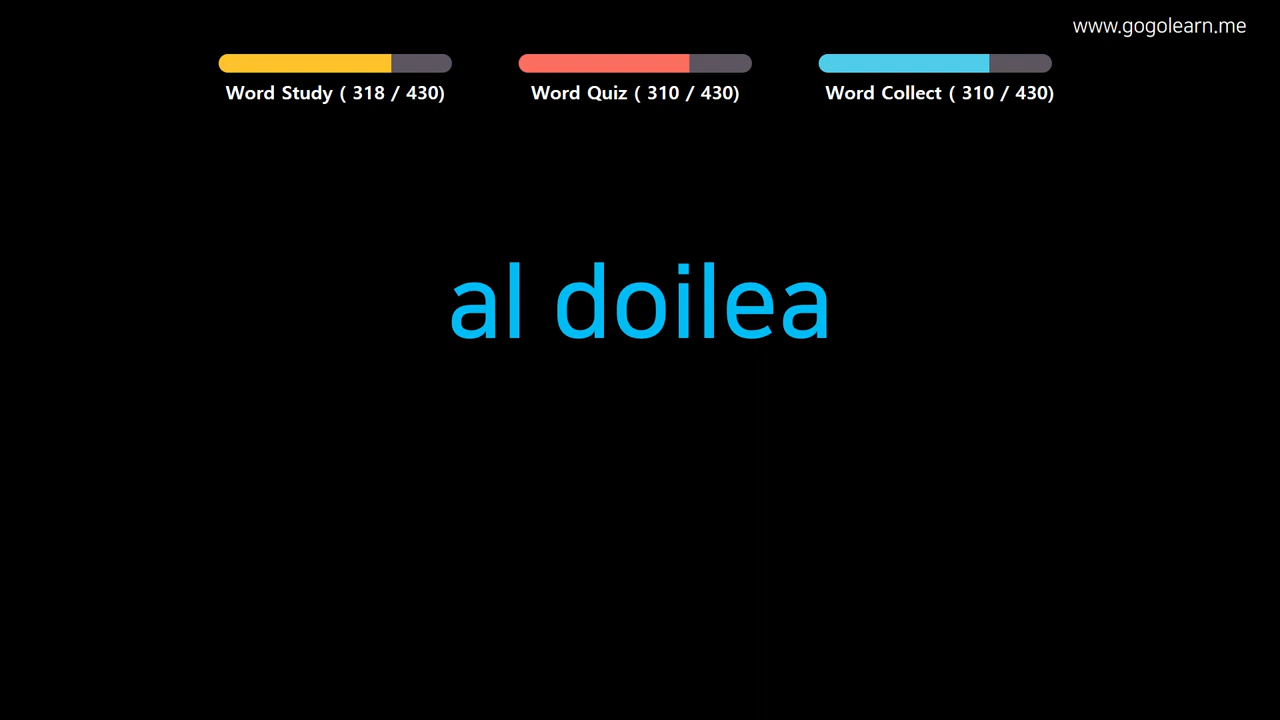 www.gogolearn.me
Word Study ( 318 / 430)
Word Quiz ( 310 / 430)
Word Collect ( 310 / 430)
al doilea